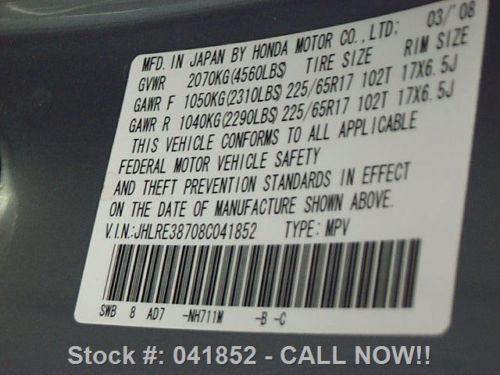 MFD. IN JAPAN BY HONDA MOTOR CO., LTD; 03/'08
GVWR 2070KG(4560LBS) TIRE SIZE RIM SIZE
GAWR F 1050KG(2310LBS) 225/65R17 102T 17X6.5J
GAWR R 1040KG(2290LBS) 225/65R17 102T 17X6.5J
THIS VEHICLE CONFORMS TO ALL APPLICABLE
FEDERAL MOTOR VEHICLE SAFETY
AND THEFT PREVENTION STANDARDS IN EFFECT
ON THE DATE OF MANUFACTURE SHOWN ABOVE.
V.I.N.:JHLRE38708C041852 TYPE: MPV
SWB 8 AD7 -NH711M -B -C
Stock #: 041852 - CALL NOW!!